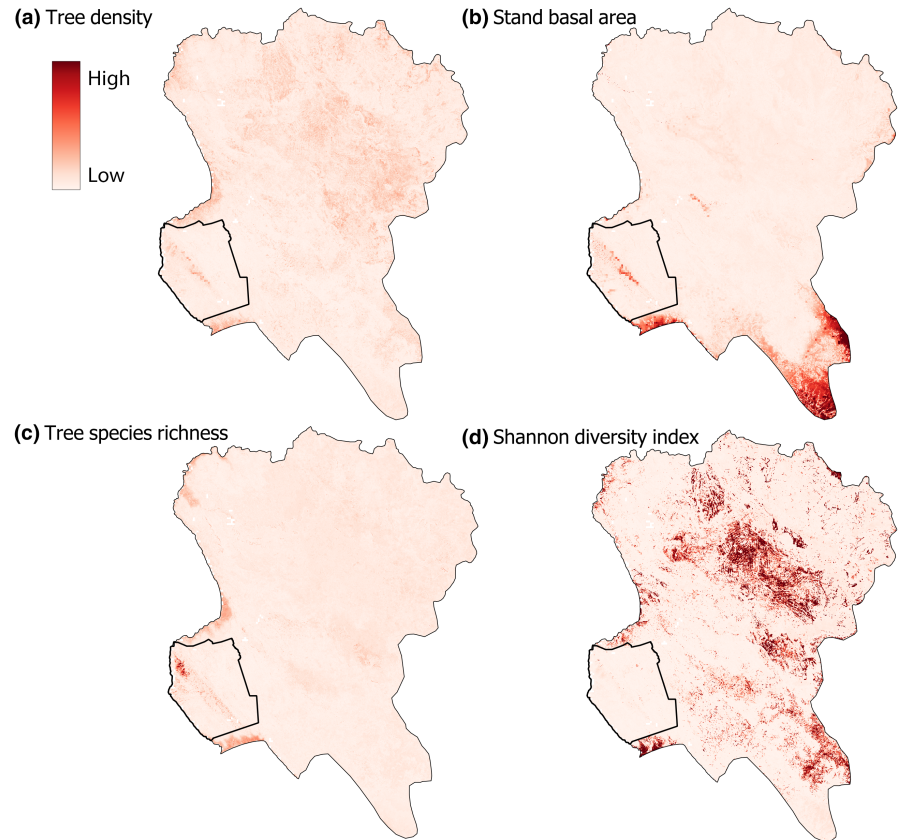 (a) Tree density
(b) Stand basal area
High
Low
(c) Tree species richness
(d) Shannon diversity index